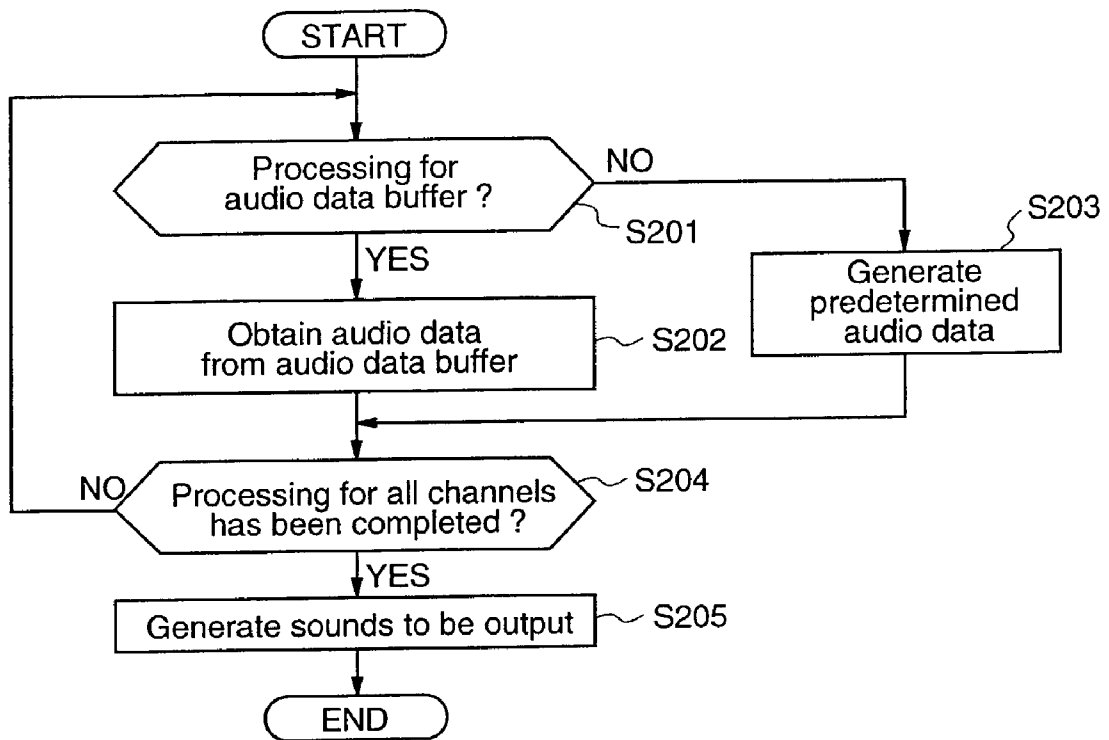 START
Processing for
audio data buffer ?
NO
S201
YES
S203
Generate
predetermined
audio data
Obtain audio data
from audio data buffer
S202
NO
Processing for all channels
has been completed ?
S204
YES
Generate sounds to be output
S205
END